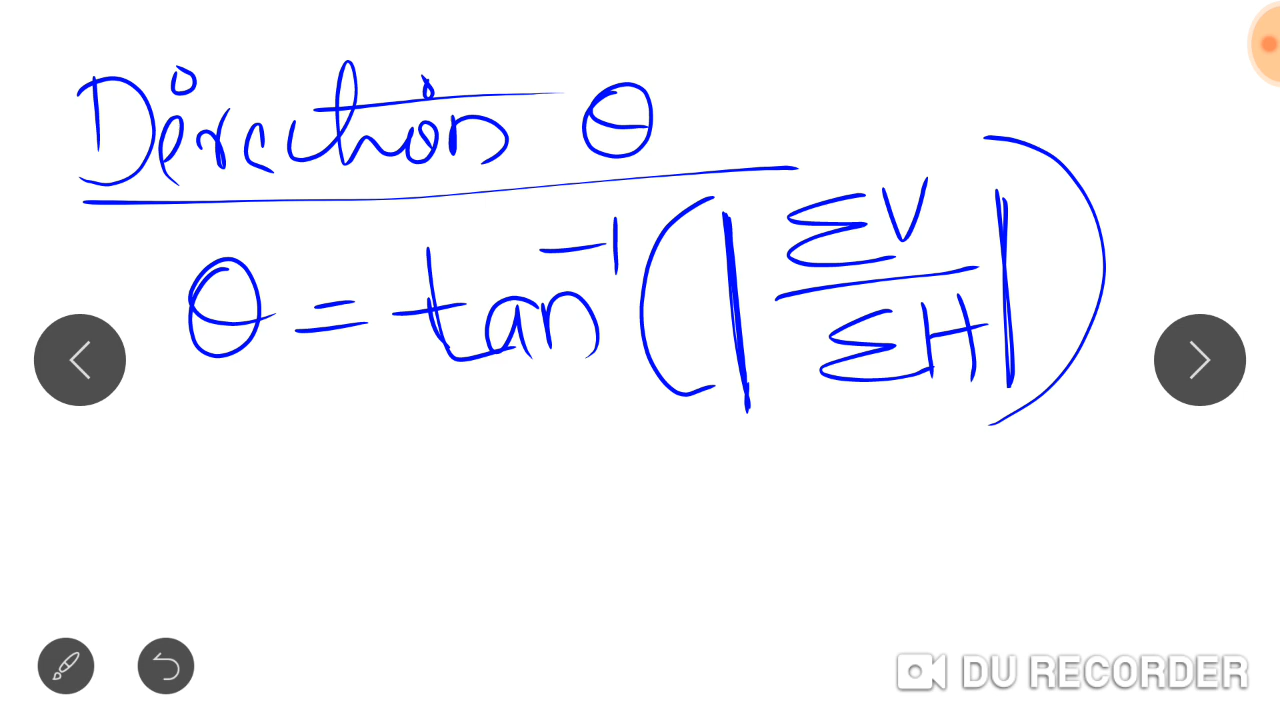 Direction θ
θ = tan⁻¹ ( | ΣV / ΣH | )
DU RECORDER